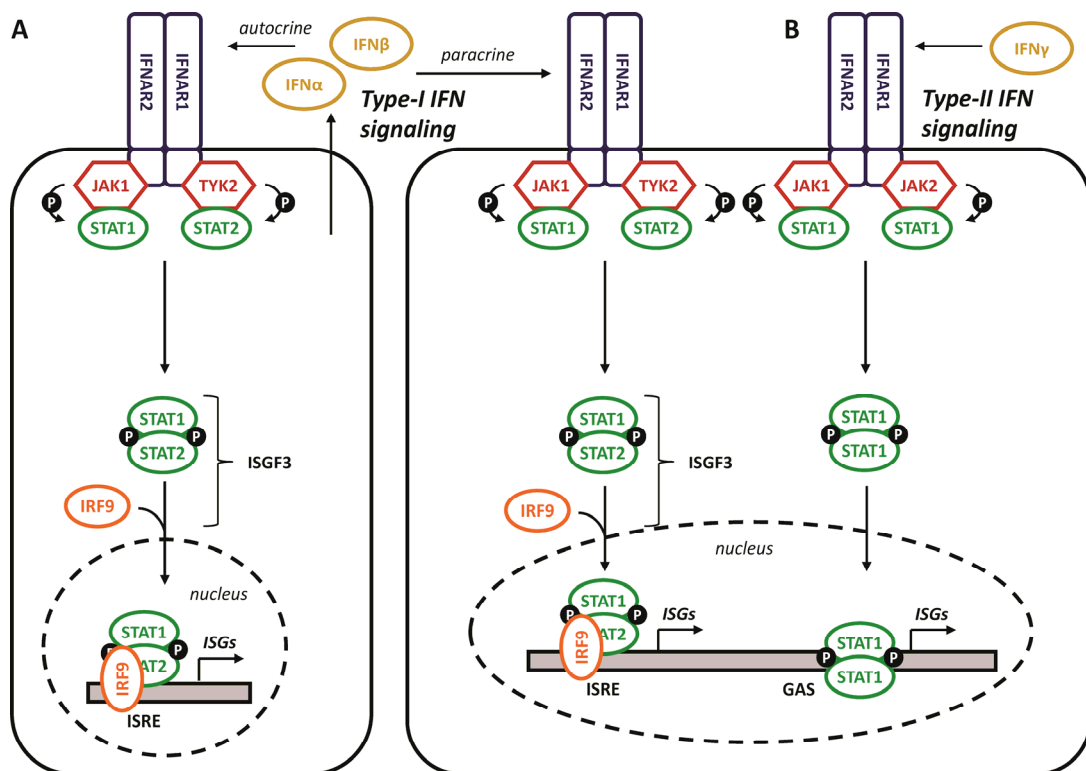 A
autocrine
IFNβ
IFNα
paracrine
Type-I IFN
signaling
B
IFNγ
Type-II IFN
signaling
IFNAR2
IFNAR1
IFNAR2
IFNAR1
IFNAR2
IFNAR1
JAK1
TYK2
JAK1
TYK2
JAK1
JAK2
P
P
P
P
P
P
STAT1
STAT2
STAT1
STAT2
STAT1
STAT1
STAT1
P
P
STAT2
ISGF3
IRF9
STAT1
P
P
STAT2
ISGF3
IRF9
STAT1
P
P
STAT1
nucleus
STAT1
P
P
AT2
IRF9
ISGs
ISRE
nucleus
STAT1
P
P
AT2
IRF9
ISGs
ISRE
STAT1
P
P
STAT1
ISGs
GAS